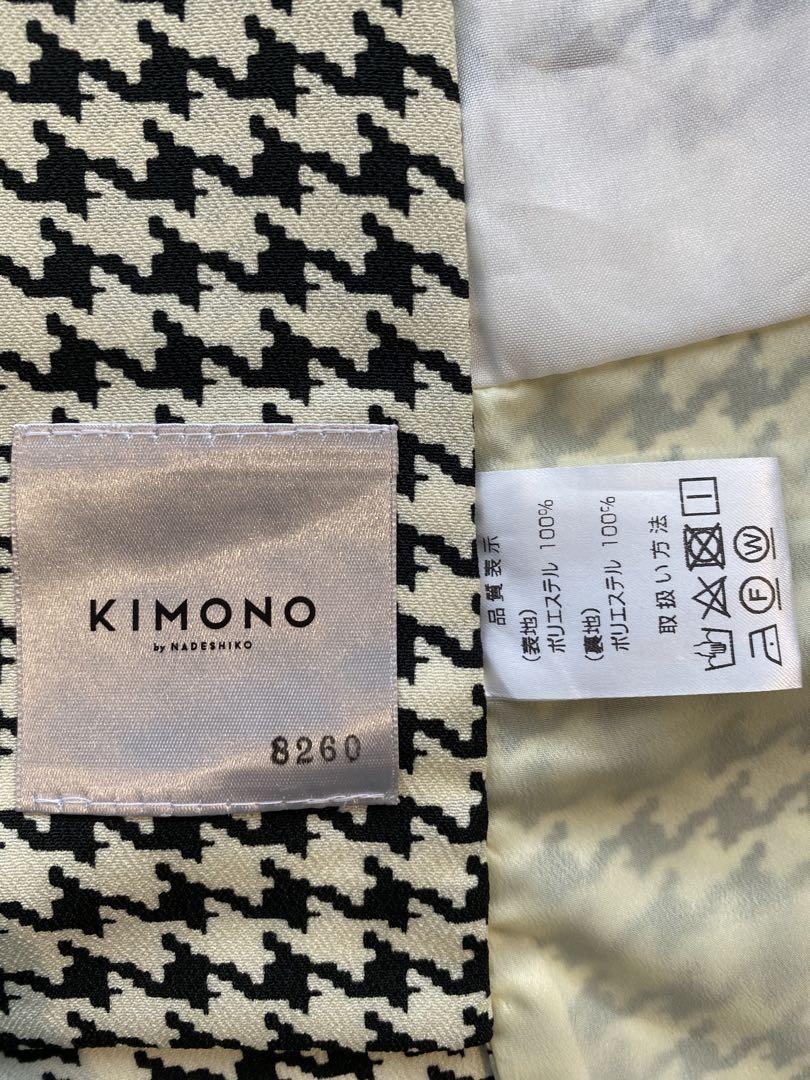 KIMONO
by NADESHIKO
8260
品質表示
(表地)
ポリエステル 100%
(裏地)
ポリエステル 100%
取扱い方法
F W